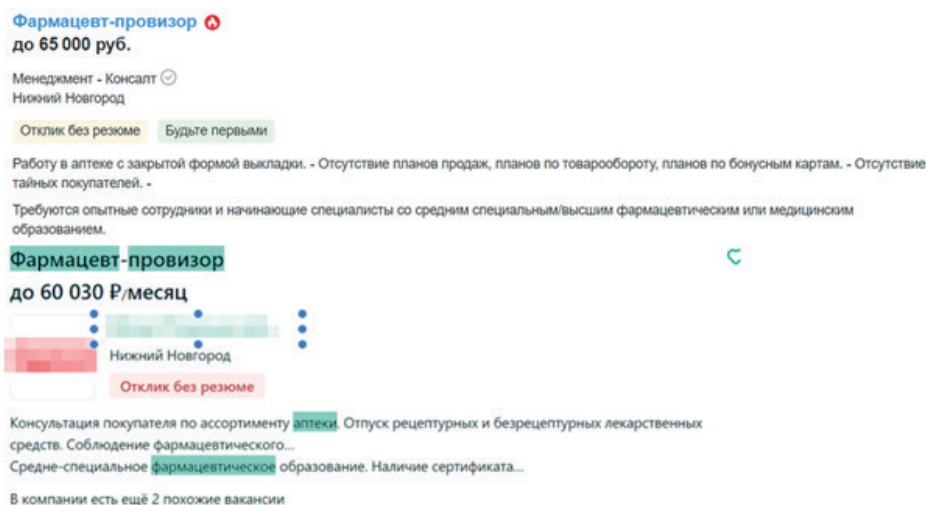 Фармацевт-провизор
до 65 000 руб.
Менеджмент - Консалт
Нижний Новгород
Отклик без резюме Будьте первыми
Работу в аптеке с закрытой формой выкладки. - Отсутствие планов продаж, планов по товарообороту, планов по бонусным картам. - Отсутствие
тайных покупателей. -
Требуются опытные сотрудники и начинающие специалисты со средним специальным/высшим фармацевтическим или медицинским
образованием.
Фармацевт-провизор
до 60 030 ₽/месяц
Нижний Новгород
Отклик без резюме
Консультация покупателя по ассортименту аптеки. Отпуск рецептурных и безрецептурных лекарственных
средств. Соблюдение фармацевтического...
Средне-специальное фармацевтическое образование. Наличие сертификата...
В компании есть ещё 2 похожие вакансии